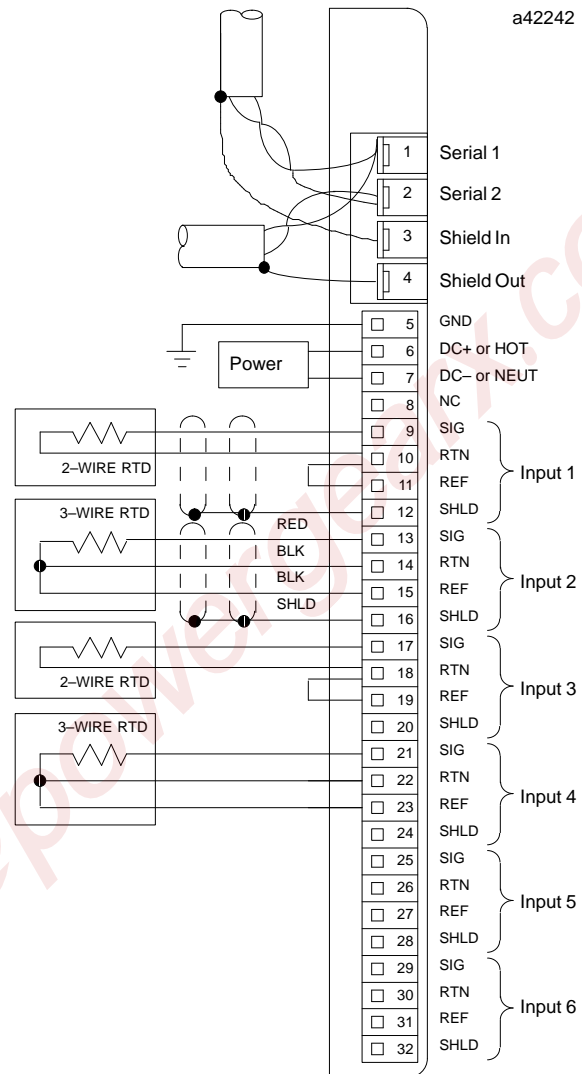 a42242
1 Serial 1
2 Serial 2
3 Shield In
4 Shield Out
5 GND
Power
6 DC+ or HOT
7 DC– or NEUT
8 NC
9 SIG
10 RTN
2–WIRE RTD
11 REF
Input 1
12 SHLD
3–WIRE RTD
RED
13 SIG
BLK
14 RTN
BLK
15 REF
Input 2
SHLD
16 SHLD
17 SIG
18 RTN
2–WIRE RTD
19 REF
Input 3
20 SHLD
3–WIRE RTD
21 SIG
22 RTN
23 REF
Input 4
24 SHLD
25 SIG
26 RTN
27 REF
Input 5
28 SHLD
29 SIG
30 RTN
31 REF
Input 6
32 SHLD
epowergearx.co